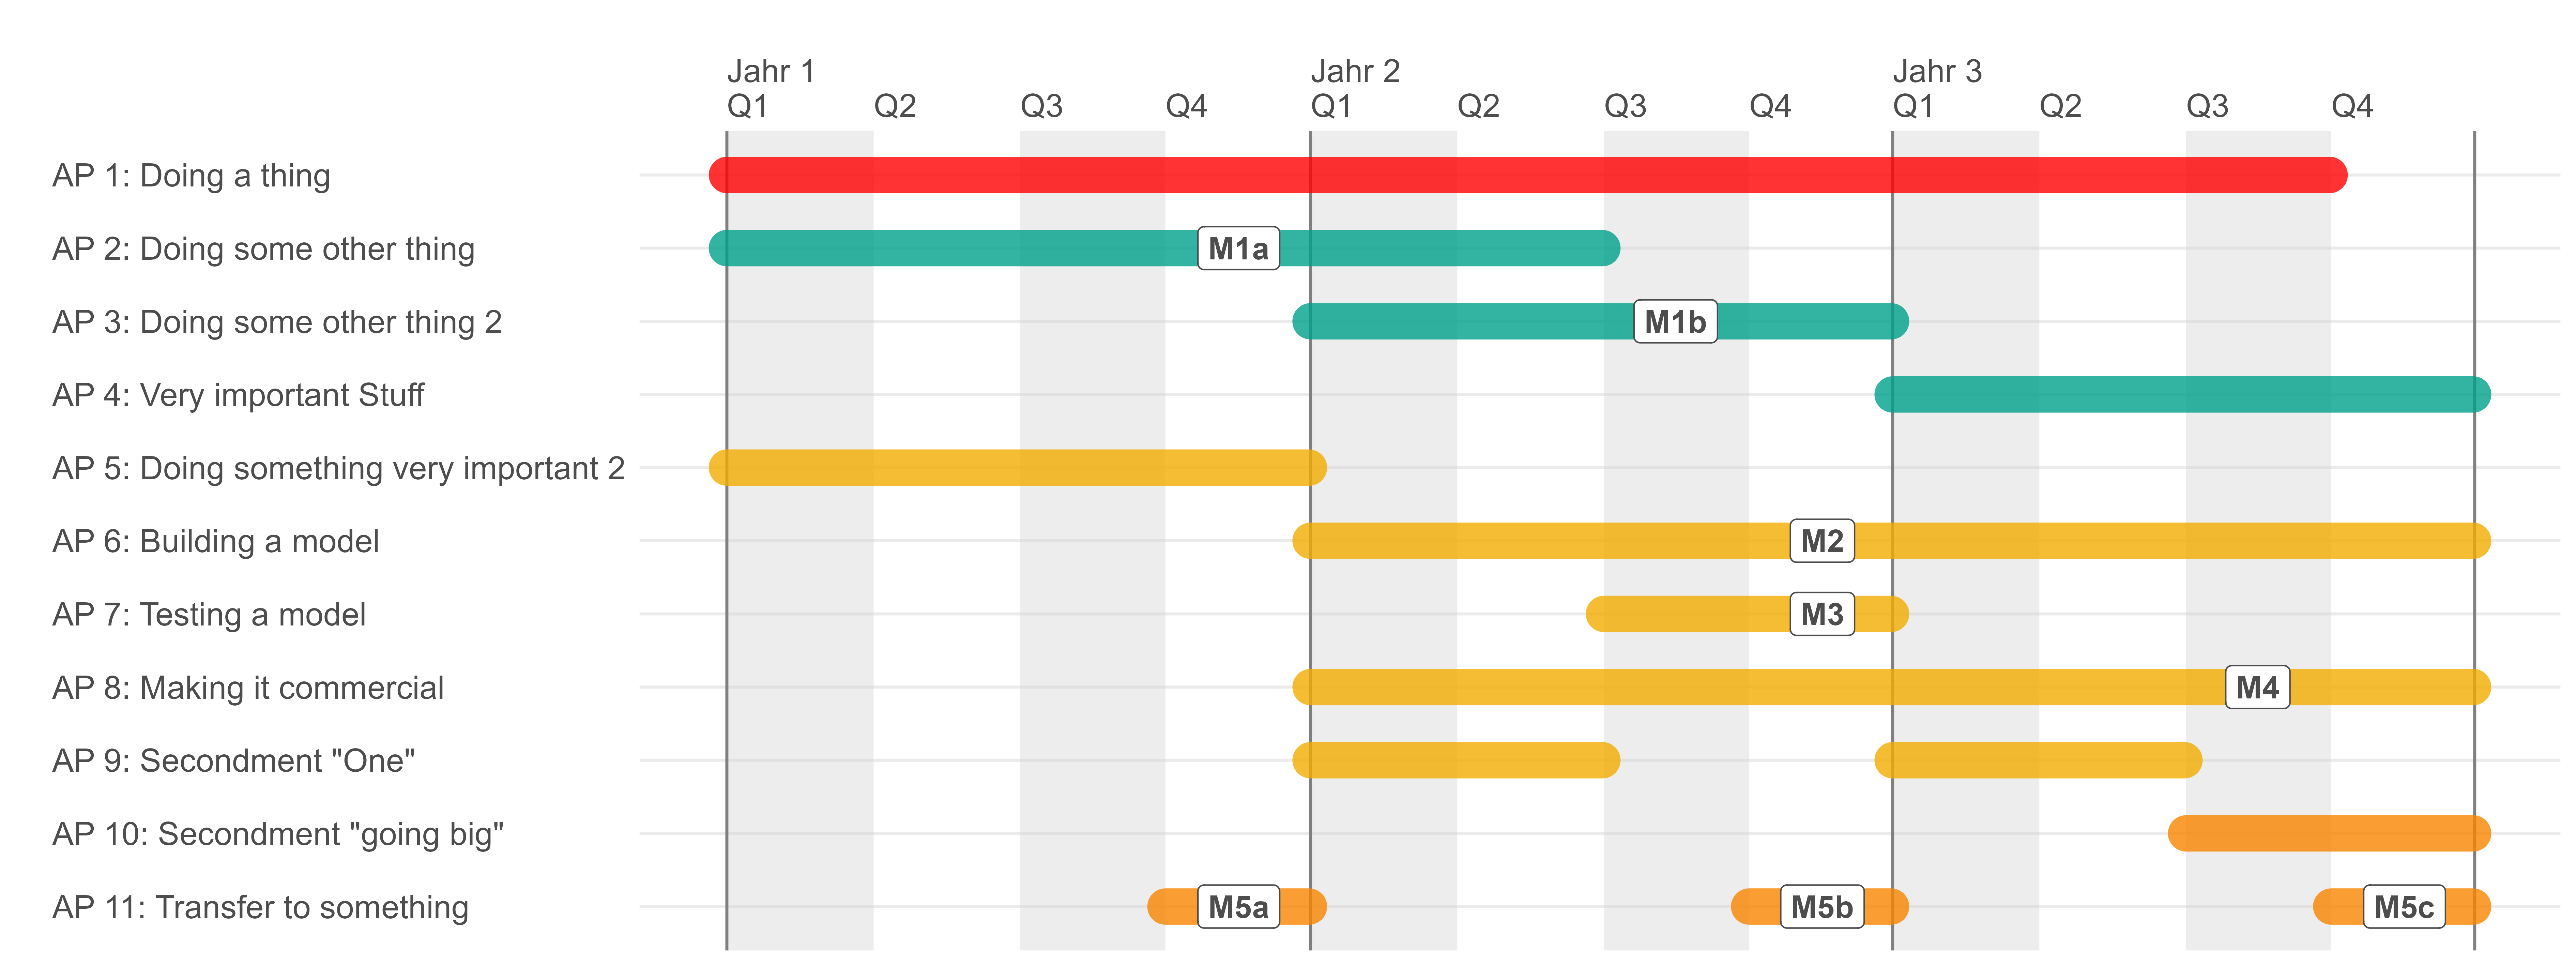 Jahr 1 Jahr 2 Jahr 3
Q1 Q2 Q3 Q4 Q1 Q2 Q3 Q4 Q1 Q2 Q3 Q4
AP 1: Doing a thing
AP 2: Doing some other thing M1a
AP 3: Doing some other thing 2 M1b
AP 4: Very important Stuff
AP 5: Doing something very important 2
AP 6: Building a model M2
AP 7: Testing a model M3
AP 8: Making it commercial M4
AP 9: Secondment "One"
AP 10: Secondment "going big"
AP 11: Transfer to something M5a M5b M5c